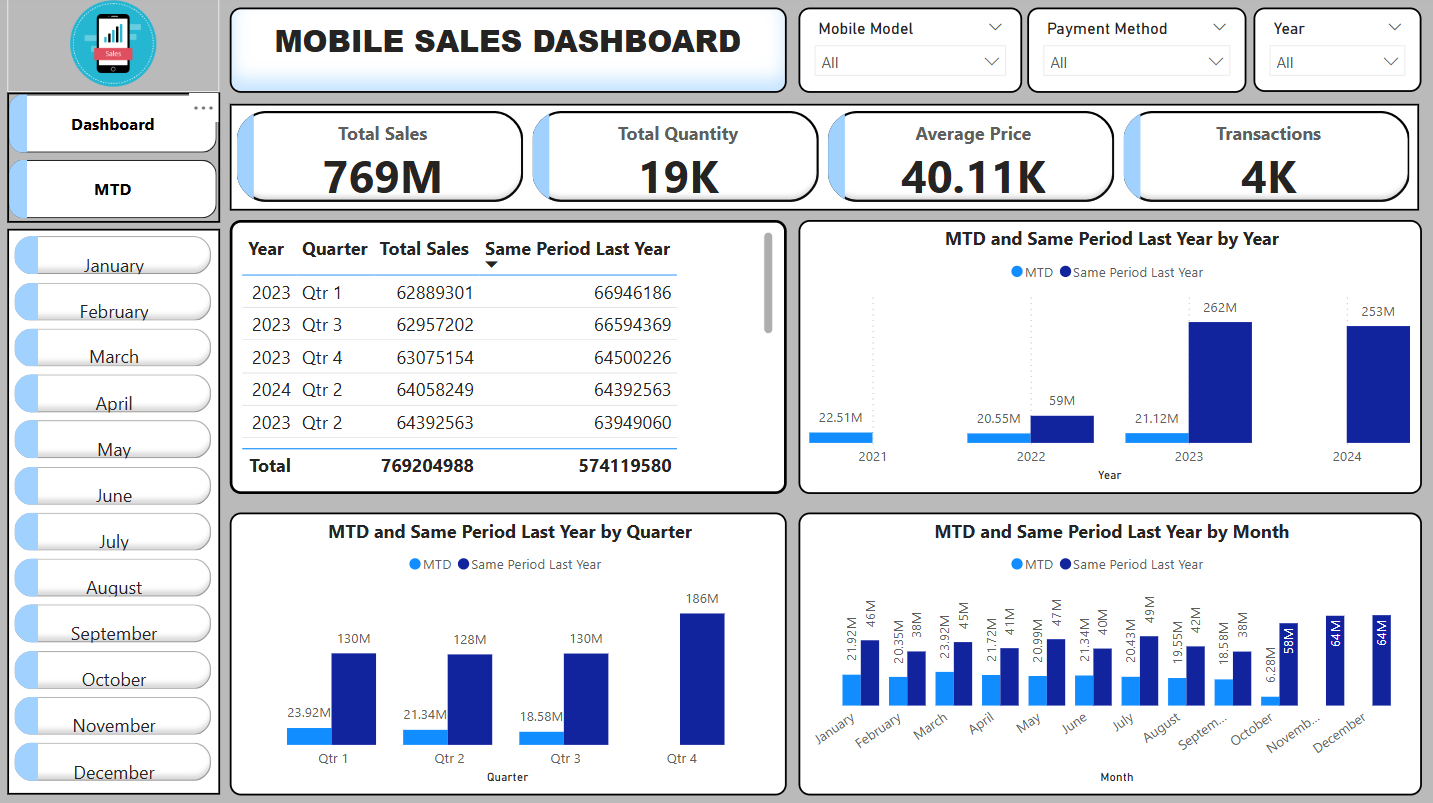 Sales
MOBILE SALES DASHBOARD
Mobile Model
All
Payment Method
All
Year
All
Dashboard
MTD
January
February
March
April
May
June
July
August
September
October
November
December
Total Sales
769M
Total Quantity
19K
Average Price
40.11K
Transactions
4K
Year Quarter Total Sales Same Period Last Year
2023 Qtr 1 62889301 66946186
2023 Qtr 3 62957202 66594369
2023 Qtr 4 63075154 64500226
2024 Qtr 2 64058249 64392563
2023 Qtr 2 64392563 63949060
Total 769204988 574119580
MTD and Same Period Last Year by Year
MTD Same Period Last Year
262M
253M
59M
22.51M
20.55M
21.12M
2021 2022 2023 2024
Year
MTD and Same Period Last Year by Quarter
MTD Same Period Last Year
186M
130M 128M 130M
23.92M 21.34M 18.58M
Qtr 1 Qtr 2 Qtr 3 Qtr 4
Quarter
MTD and Same Period Last Year by Month
MTD Same Period Last Year
21.92M 46M 20.35M 38M 23.92M 45M 21.72M 41M 20.99M 47M 21.34M 40M 20.43M 49M 19.55M 42M 18.58M 38M 6.28M 58M 64M 64M
January February March April May June July August Septem... October Novemb... December
Month